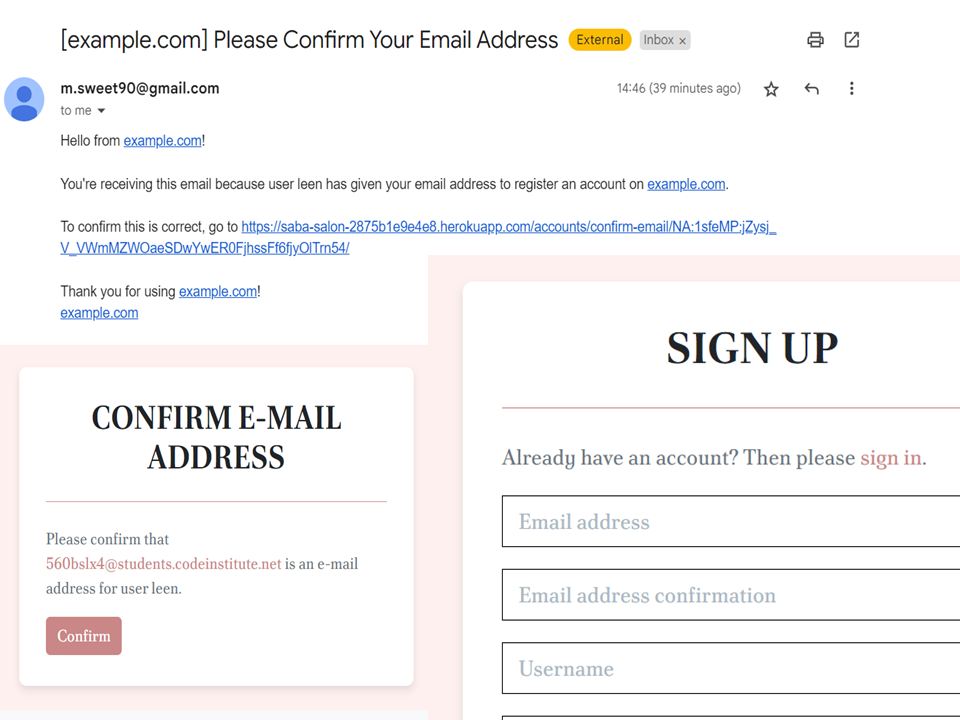 [example.com] Please Confirm Your Email Address External Inbox ×
m.sweet90@gmail.com 14:46 (39 minutes ago)
to me
Hello from example.com!
You're receiving this email because user leen has given your email address to register an account on example.com.
To confirm this is correct, go to https://saba-salon-2875b1e9e4e8.herokuapp.com/accounts/confirm-email/NA:1sfeMP:jZysj_
V_VWmMZWOaeSDwYwER0FjhssFf6fjyOlTrn54/
Thank you for using example.com!
example.com
CONFIRM E-MAIL
ADDRESS
Please confirm that
560bslx4@students.codeinstitute.net is an e-mail
address for user leen.
Confirm
SIGN UP
Already have an account? Then please sign in.
Email address
Email address confirmation
Username